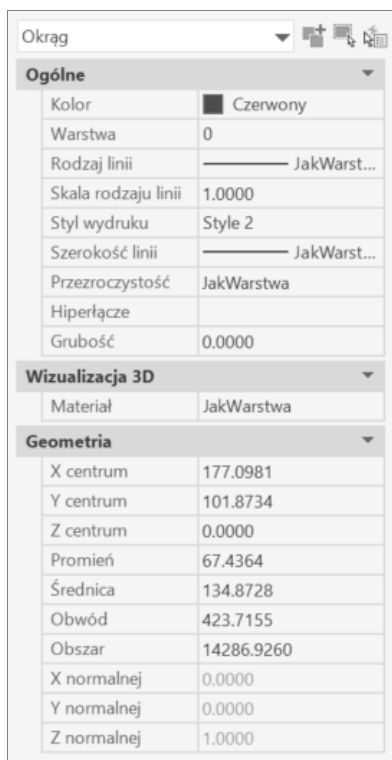 Okrąg
Ogólne
Kolor Czerwony
Warstwa 0
Rodzaj linii JakWarst...
Skala rodzaju linii 1.0000
Styl wydruku Style 2
Szerokość linii JakWarst...
Przezroczystość JakWarstwa
Hiperłącze
Grubość 0.0000
Wizualizacja 3D
Materiał JakWarstwa
Geometria
X centrum 177.0981
Y centrum 101.8734
Z centrum 0.0000
Promień 67.4364
Średnica 134.8728
Obwód 423.7155
Obszar 14286.9260
X normalnej 0.0000
Y normalnej 0.0000
Z normalnej 1.0000